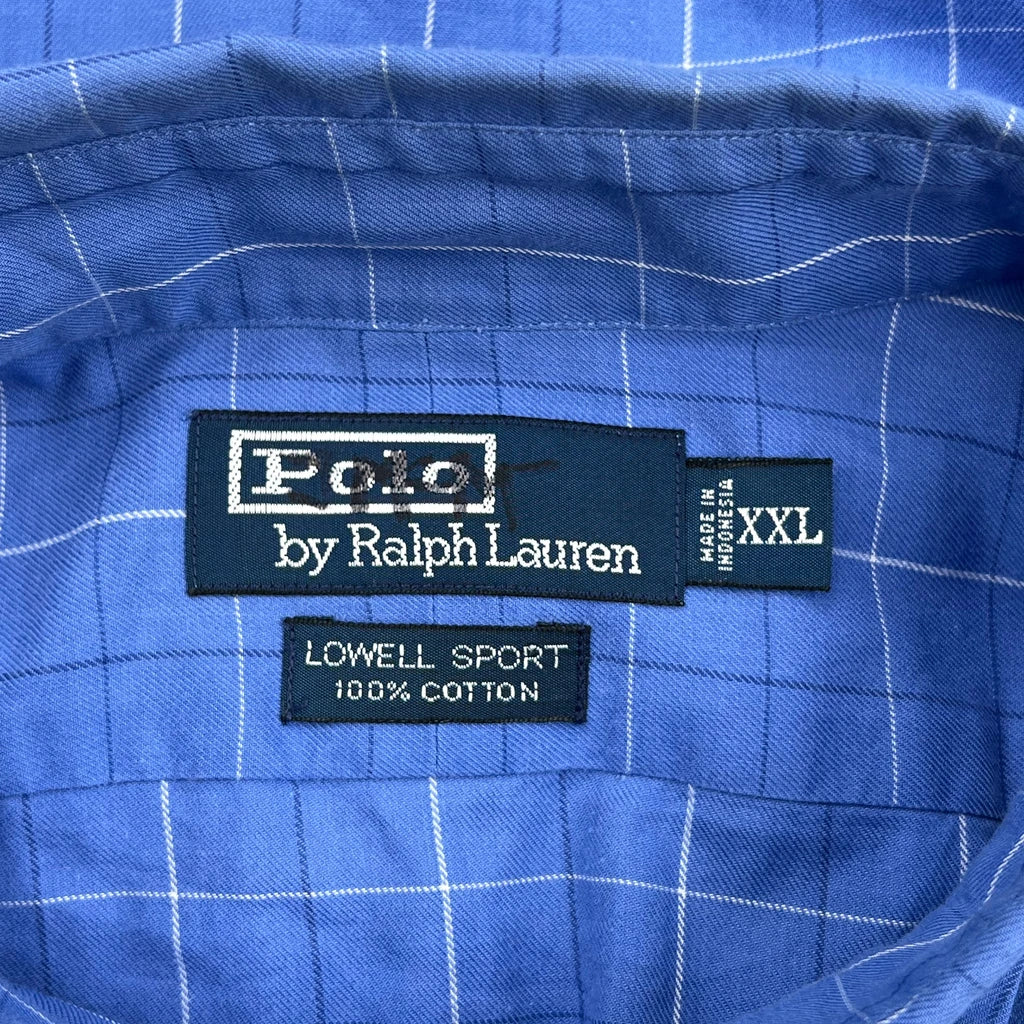 Polo
by Ralph Lauren
MADE IN
INDONESIA
XXL
LOWELL SPORT
100% COTTON